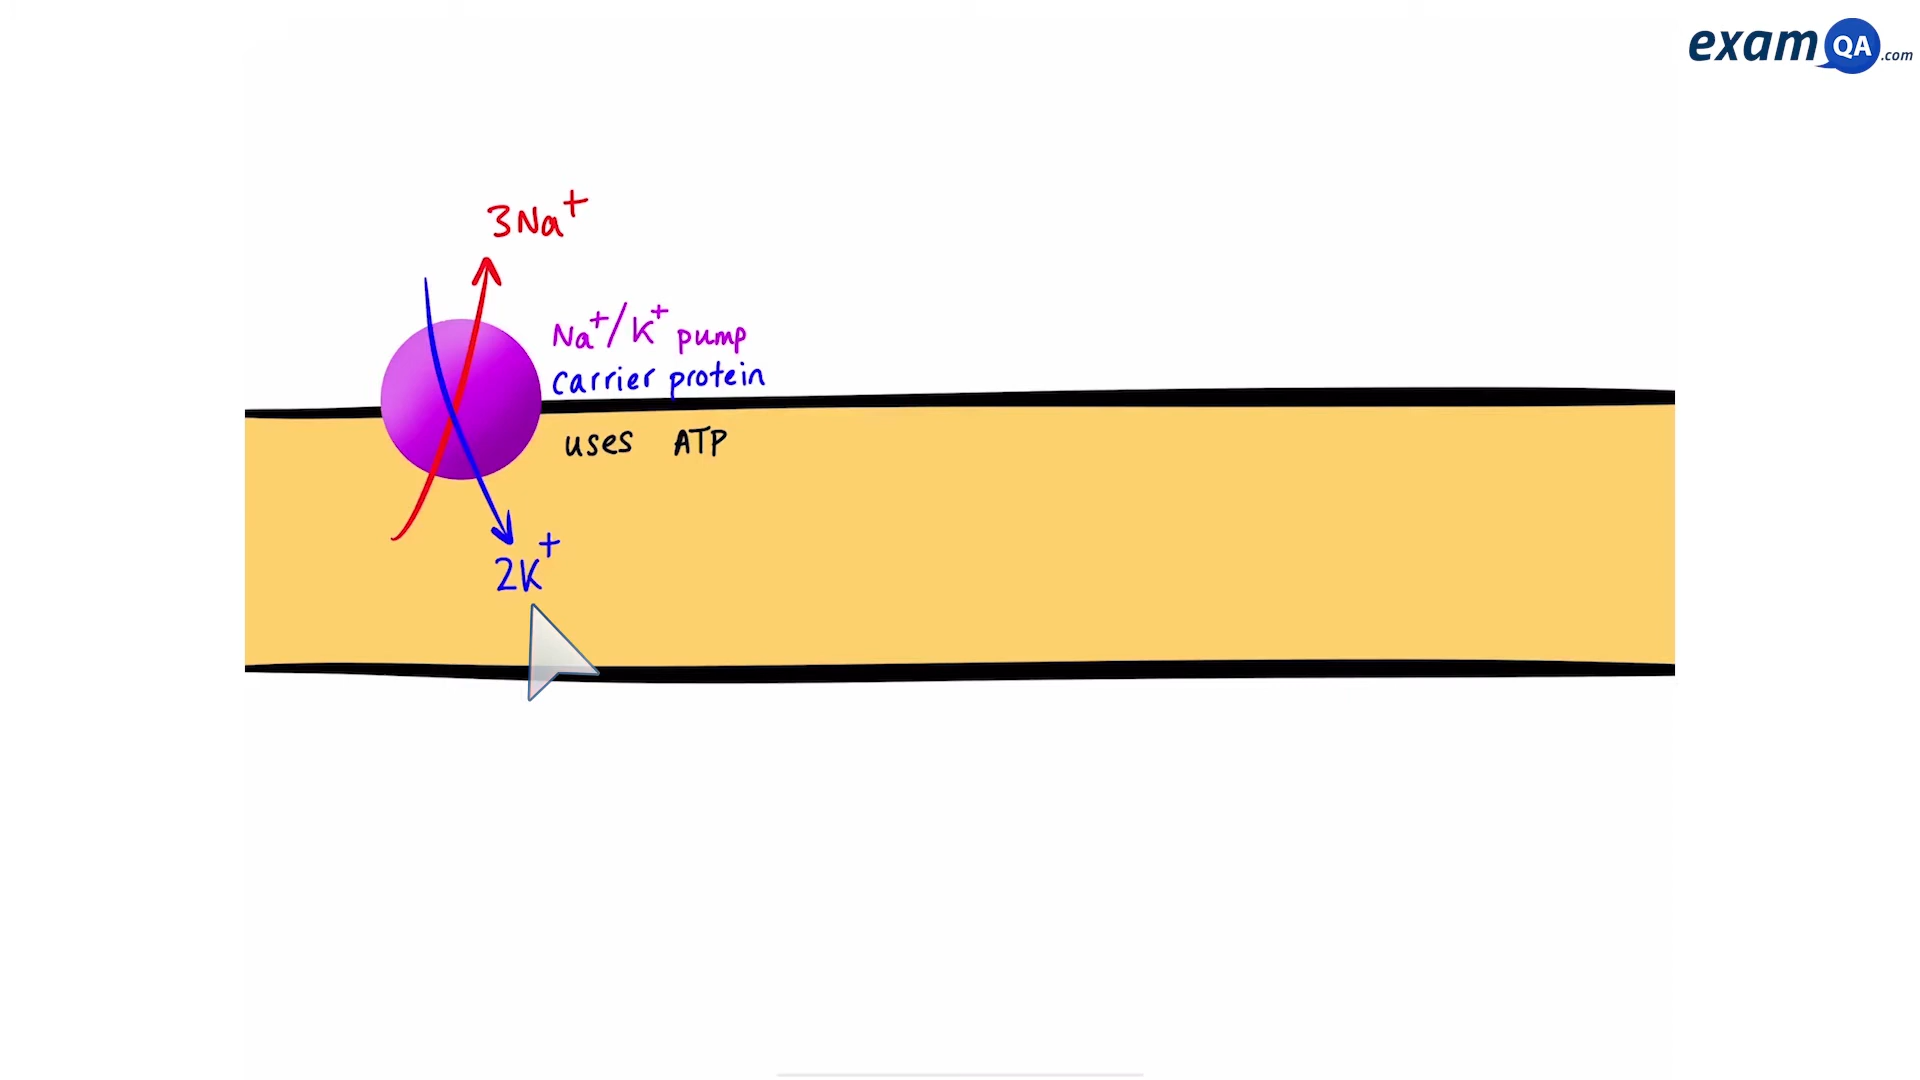 examQA.com
3Na⁺
Na⁺/K⁺ pump
carrier protein
uses ATP
2K⁺